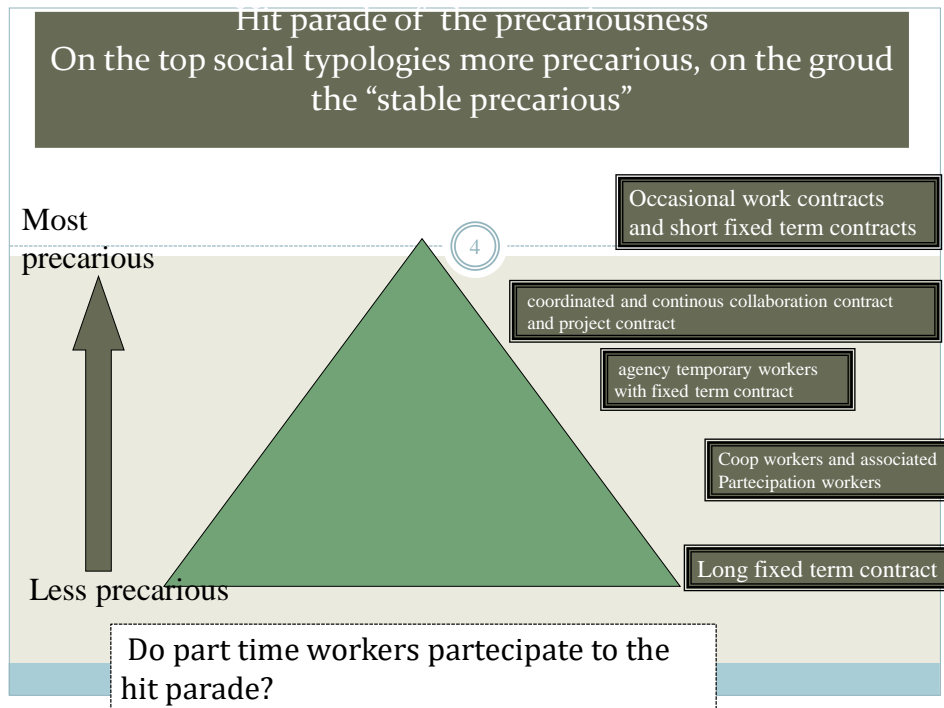 Hit parade of the precariousness
On the top social typologies more precarious, on the groud
the “stable precarious”
Most
precarious
4
Occasional work contracts
and short fixed term contracts
coordinated and continous collaboration contract
and project contract
agency temporary workers
with fixed term contract
Coop workers and associated
Partecipation workers
Long fixed term contract
Less precarious
Do part time workers partecipate to the
hit parade?